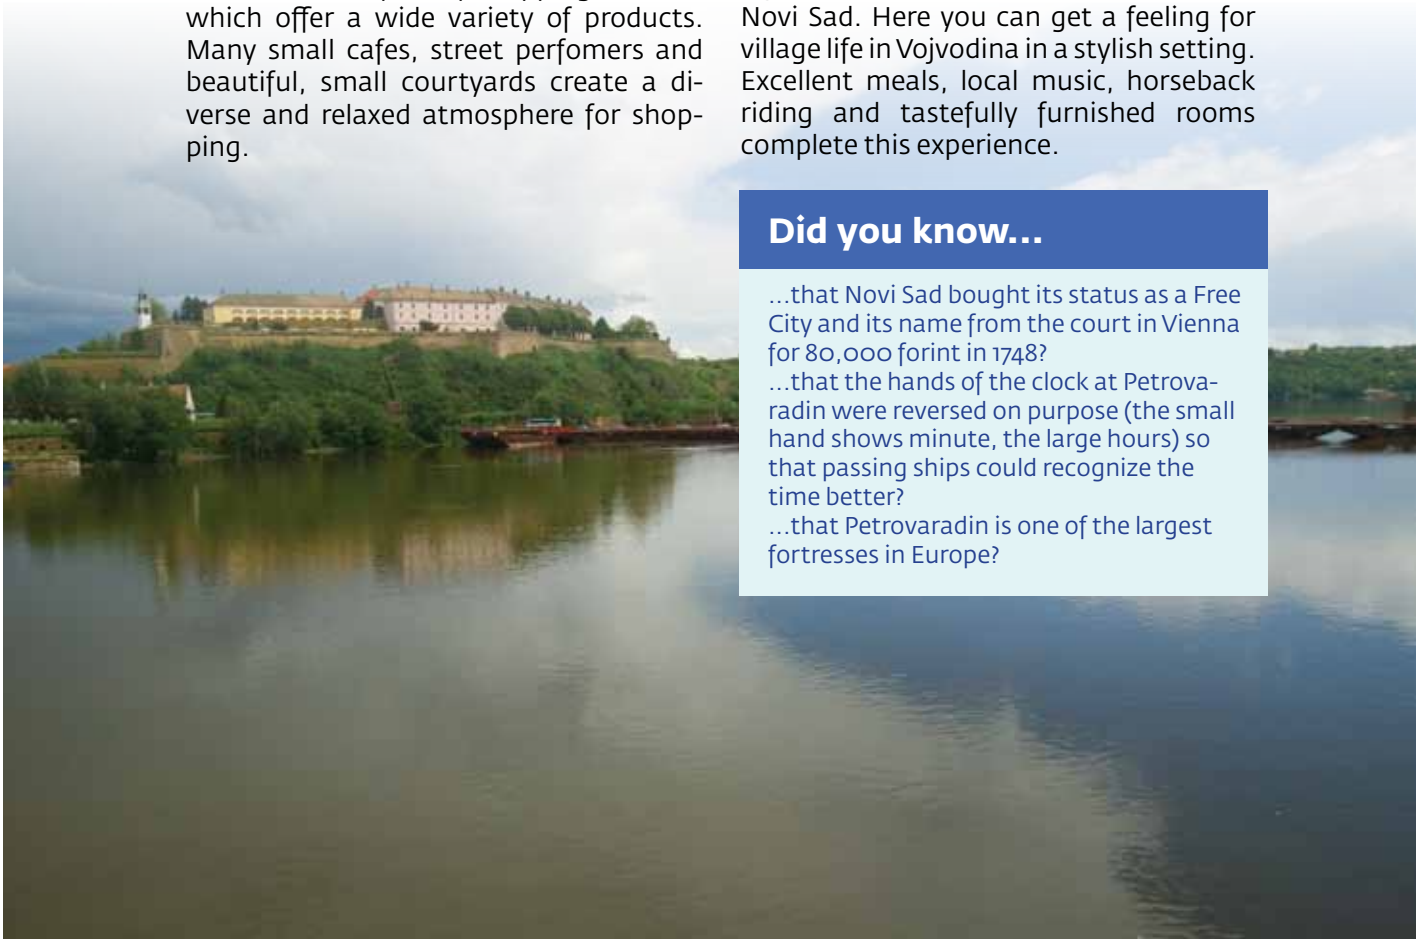 which offer a wide variety of products.
Many small cafes, street perfomers and
beautiful, small courtyards create a di-
verse and relaxed atmosphere for shop-
ping.
Novi Sad. Here you can get a feeling for
village life in Vojvodina in a stylish setting.
Excellent meals, local music, horseback
riding and tastefully furnished rooms
complete this experience.
Did you know...
...that Novi Sad bought its status as a Free
City and its name from the court in Vienna
for 80,000 forint in 1748?
...that the hands of the clock at Petrova-
radin were reversed on purpose (the small
hand shows minute, the large hours) so
that passing ships could recognize the
time better?
...that Petrovaradin is one of the largest
fortresses in Europe?